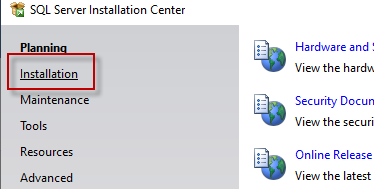 SQL Server Installation Center
Planning
Installation
Maintenance
Tools
Resources
Advanced
Hardware and
View the hardw
Security Docum
View the securi
Online Release
View the latest